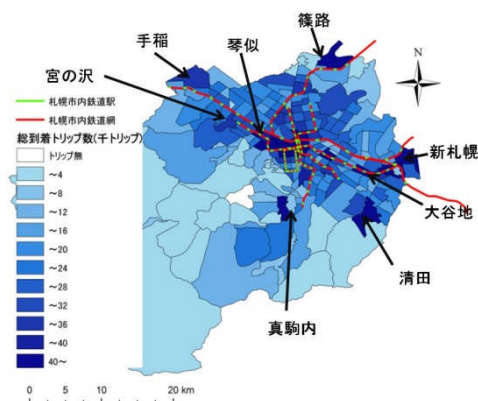 篠路
手稲
琴似
宮の沢
N
札幌市内鉄道駅
札幌市内鉄道網
総到着トリップ数(千トリップ)
トリップ無
～4
～8
～12
～16
～20
～24
～28
～32
～36
～40
40～
新札幌
大谷地
清田
真駒内
0 5 10 20 km